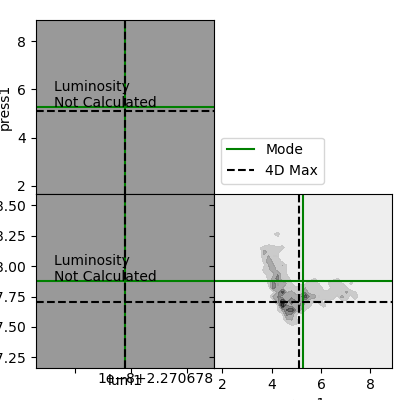 8
6
press1
Luminosity
Not Calculated
4
2
Mode
4D Max
8.50
8.25
8.00
7.75
7.50
7.25
Luminosity
Not Calculated
1e−8+2.270678
lum1
2
4
6
8